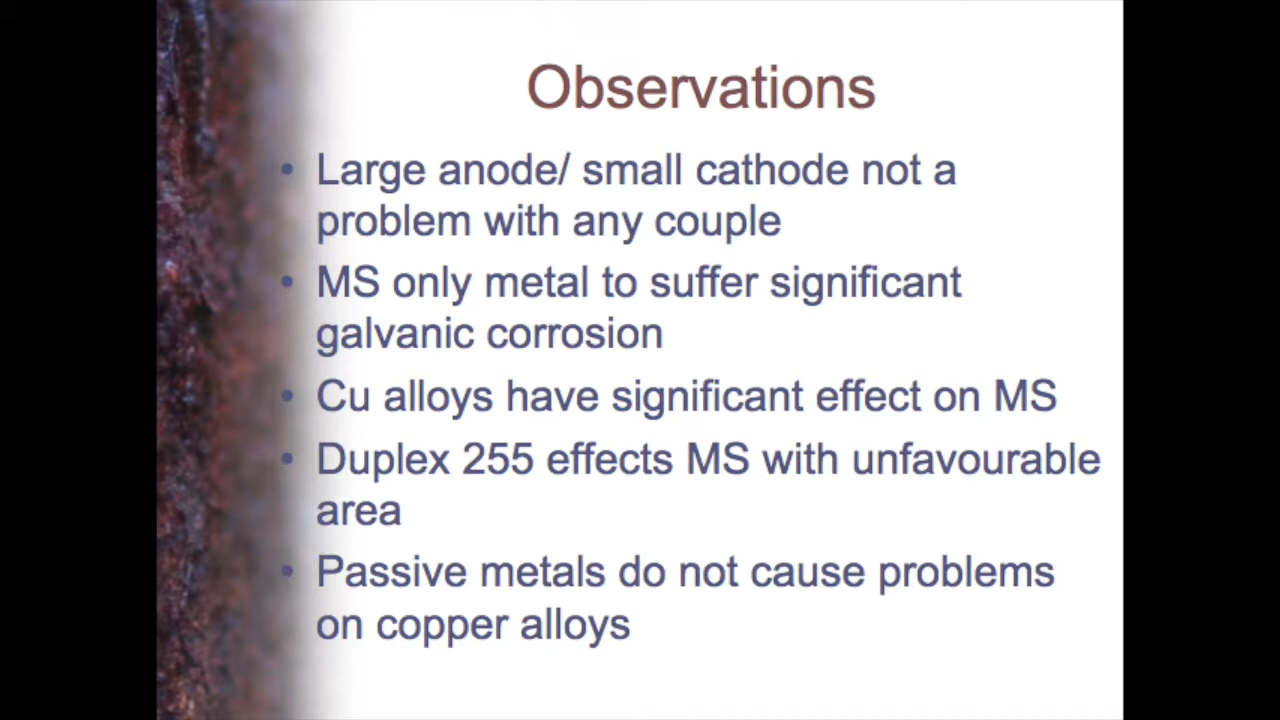 Observations
• Large anode/ small cathode not a
problem with any couple
• MS only metal to suffer significant
galvanic corrosion
• Cu alloys have significant effect on MS
• Duplex 255 effects MS with unfavourable
area
• Passive metals do not cause problems
on copper alloys